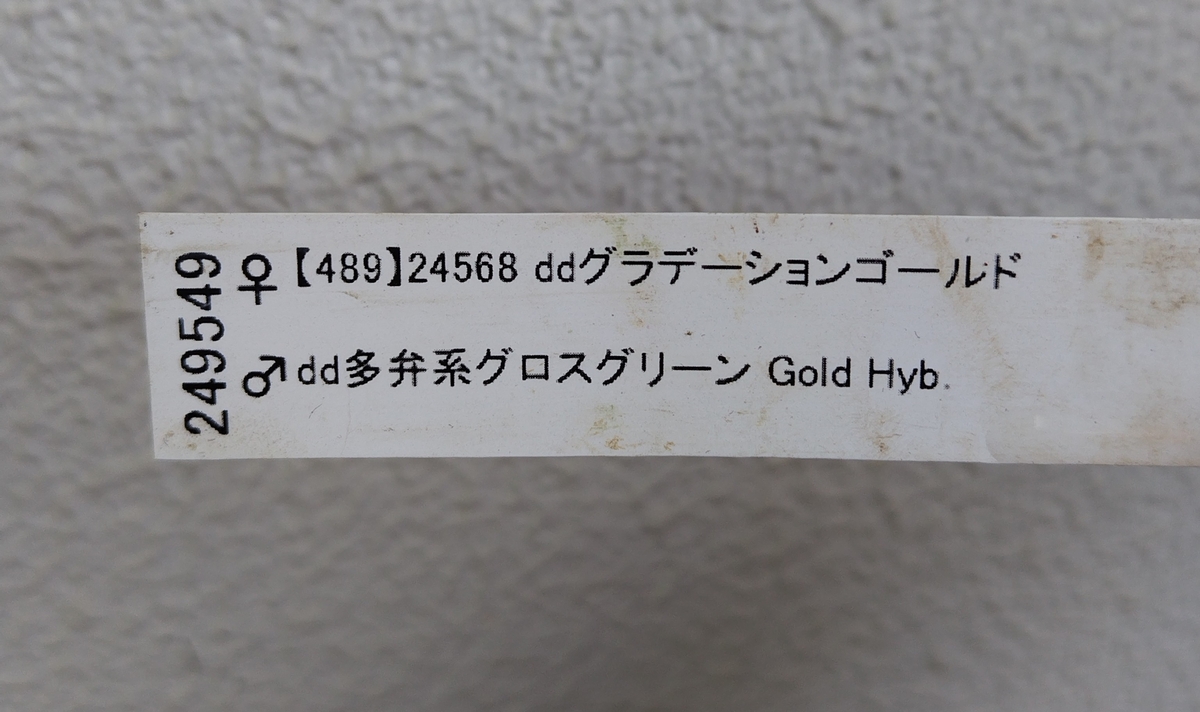 249549
♀【489】24568 ddグラデーションゴールド
♂dd多弁系グロスグリーン Gold Hyb.